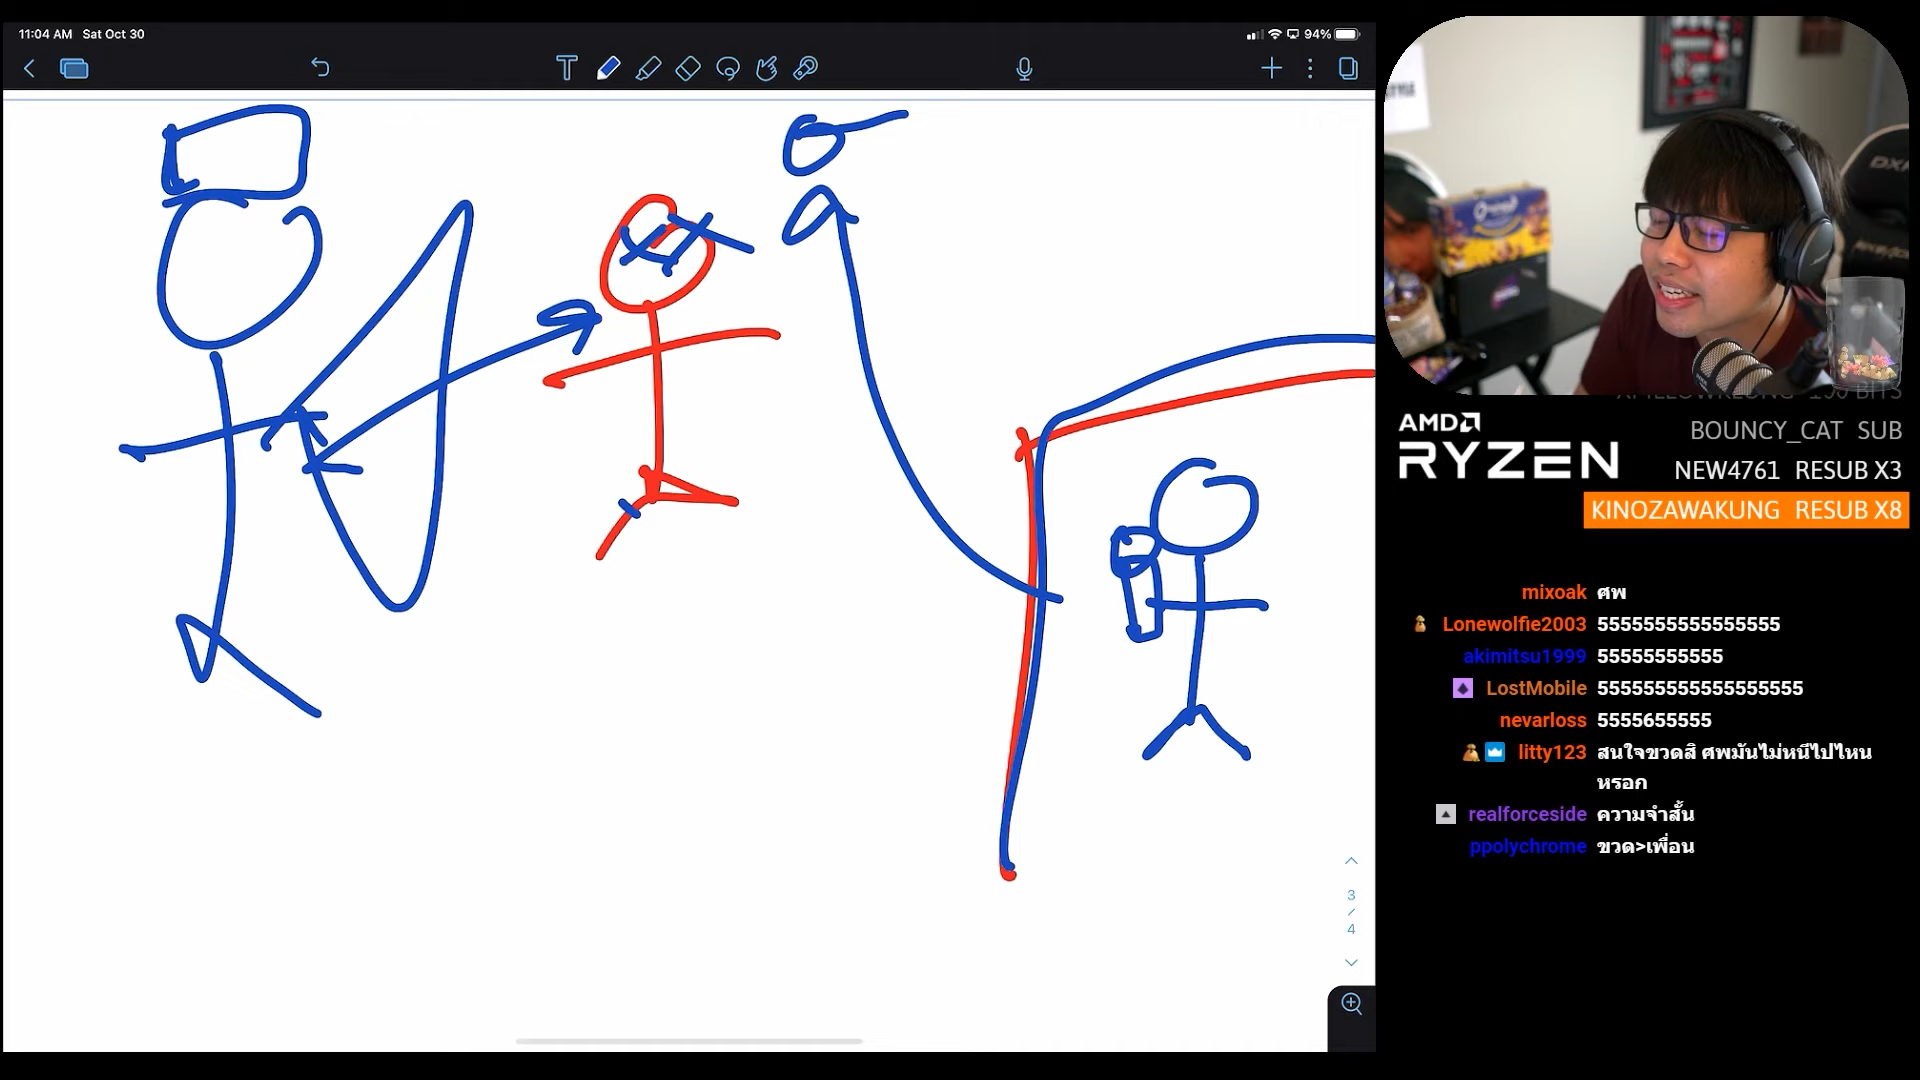 11:04 AM Sat Oct 30
94%
T
3
/
4
AMD
RYZEN
BOUNCY_CAT SUB
NEW4761 RESUB X3
KINOZAWAKUNG RESUB X8
mixoak ศพ
Lonewolfie2003 5555555555555555
akimitsu1999 55555555555
LostMobile 555555555555555555
nevarloss 5555655555
litty123 สนใจขวดสิ ศพมันไม่หนีไปไหน
หรอก
realforceside ความจำสั้น
ppolychrome ขวด>เพื่อน